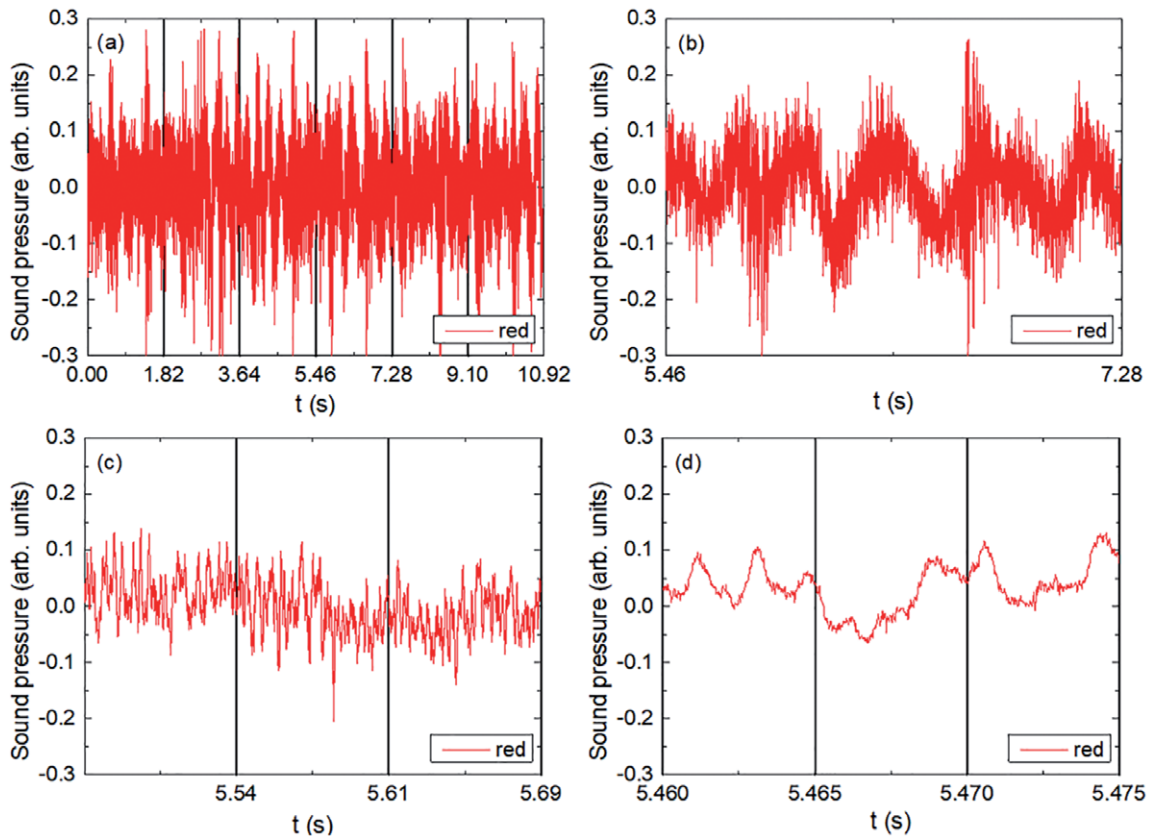 (a)
0.3
0.2
0.1
0.0
-0.1
-0.2
-0.3
Sound pressure (arb. units)
red
0.00 1.82 3.64 5.46 7.28 9.10 10.92
t (s)
(b)
0.3
0.2
0.1
0.0
-0.1
-0.2
-0.3
Sound pressure (arb. units)
red
5.46 7.28
t (s)
(c)
0.3
0.2
0.1
0.0
-0.1
-0.2
-0.3
Sound pressure (arb. units)
red
5.54 5.61 5.69
t (s)
(d)
0.3
0.2
0.1
0.0
-0.1
-0.2
-0.3
Sound pressure (arb. units)
red
5.460 5.465 5.470 5.475
t (s)